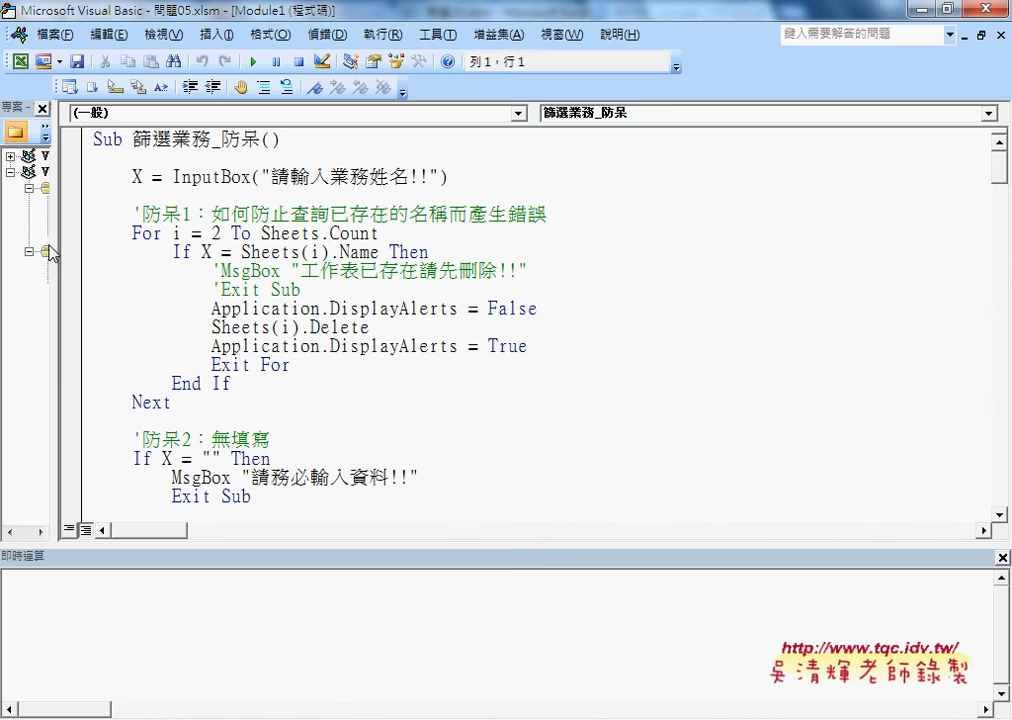 Microsoft Visual Basic - 問題05.xlsm - [Module1 (程式碼)]
檔案(F) 編輯(E) 檢視(V) 插入(I) 格式(O) 偵錯(D) 執行(R) 工具(T) 增益集(A) 視窗(W) 說明(H) 鍵入需要解答的問題
列 1，行 1
專案 -
(一般) 篩選業務_防呆
Sub 篩選業務_防呆()
X = InputBox("請輸入業務姓名!!")
'防呆1：如何防止查詢已存在的名稱而產生錯誤
For i = 2 To Sheets.Count
If X = Sheets(i).Name Then
'MsgBox "工作表已存在請先刪除!!"
'Exit Sub
Application.DisplayAlerts = False
Sheets(i).Delete
Application.DisplayAlerts = True
Exit For
End If
Next
'防呆2：無填寫
If X = "" Then
MsgBox "請務必輸入資料!!"
Exit Sub
即時運算
http://www.tqc.idv.tw/
吳清輝老師錄製